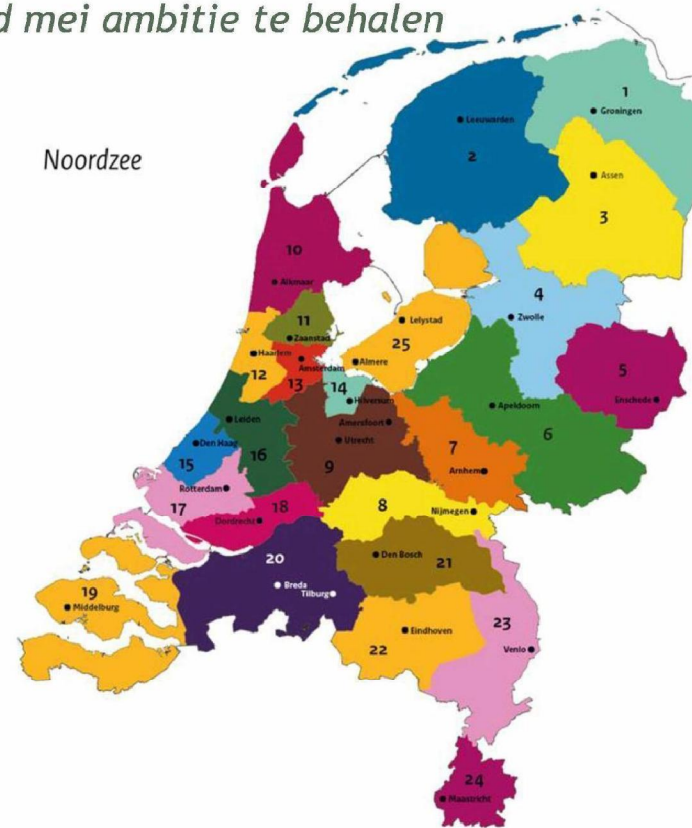 d mei ambitie te behalen
Noordzee
1
Groningen
Leeuwarden
2
Assen
3
10
Alkmaar
4
Zwolle
11
Zaanstad
Lelystad
25
Haarlem
Amsterdam
Almere
12
13
14
Hilversum
5
Enschede
Apeldoorn
6
Leiden
Amersfoort
Den Haag
Utrecht
15
16
9
7
Arnhem
Rotterdam
17
18
Dordrecht
8
Nijmegen
20
Den Bosch
21
19
Middelburg
Breda
Tilburg
Eindhoven
22
23
Venlo
24
Maastricht